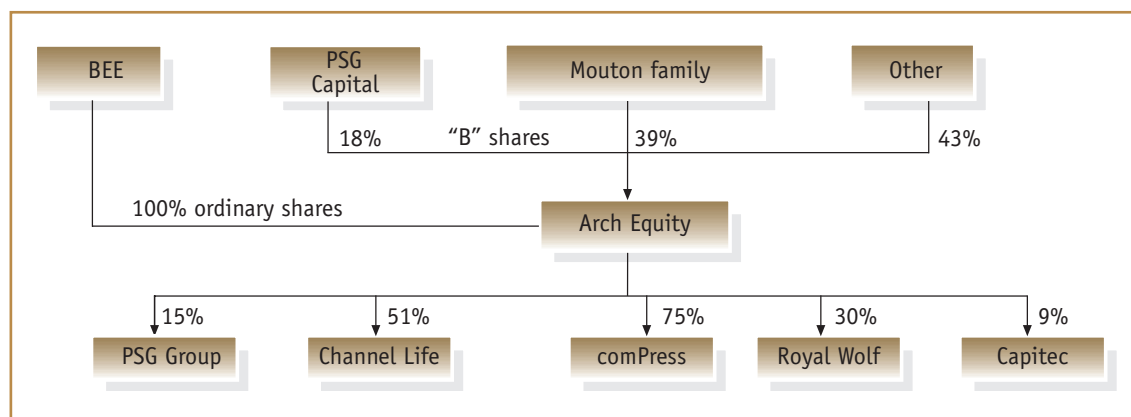 BEE
PSG
Capital
Mouton family
Other
18%
"B" shares
39%
43%
100% ordinary shares
Arch Equity
15%
51%
75%
30%
9%
PSG Group
Channel Life
comPress
Royal Wolf
Capitec